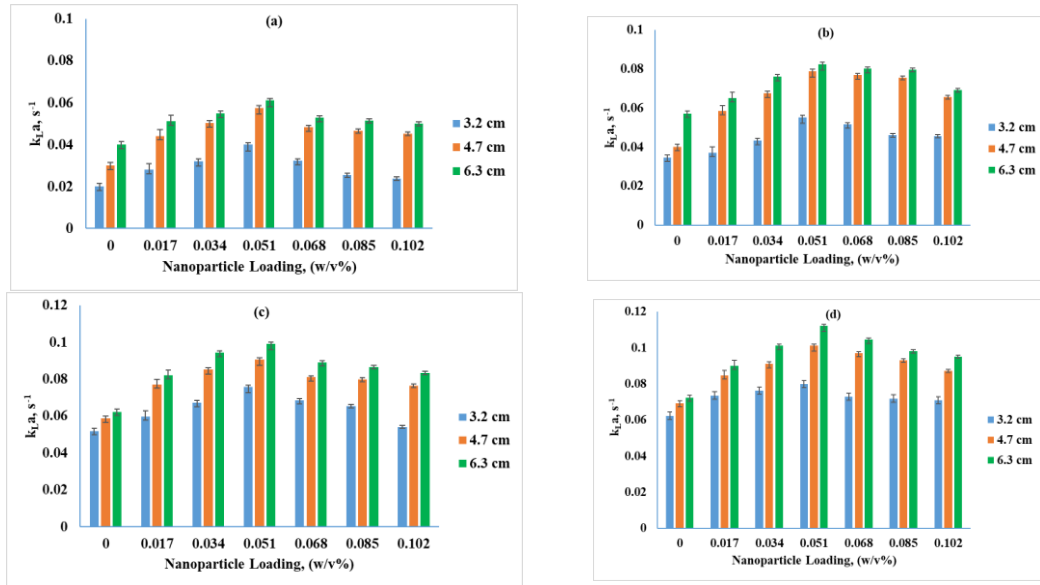 (a)
0.1
0.08
0.06
0.04
0.02
0
kLa, s-1
0 0.017 0.034 0.051 0.068 0.085 0.102
Nanoparticle Loading, (w/v%)
3.2 cm
4.7 cm
6.3 cm
(b)
0.1
0.08
0.06
0.04
0.02
0
kLa, s-1
0 0.017 0.034 0.051 0.068 0.085 0.102
Nanoparticle Loading, (w/v%)
3.2 cm
4.7 cm
6.3 cm
(c)
0.12
0.1
0.08
0.06
0.04
0.02
0
kLa, s-1
0 0.017 0.034 0.051 0.068 0.085 0.102
Nanoparticle Loading, (w/v%)
3.2 cm
4.7 cm
6.3 cm
(d)
0.12
0.1
0.08
0.06
0.04
0.02
0
kLa, s-1
0 0.017 0.034 0.051 0.068 0.085 0.102
Nanoparticle Loading, (w/v%)
3.2 cm
4.7 cm
6.3 cm